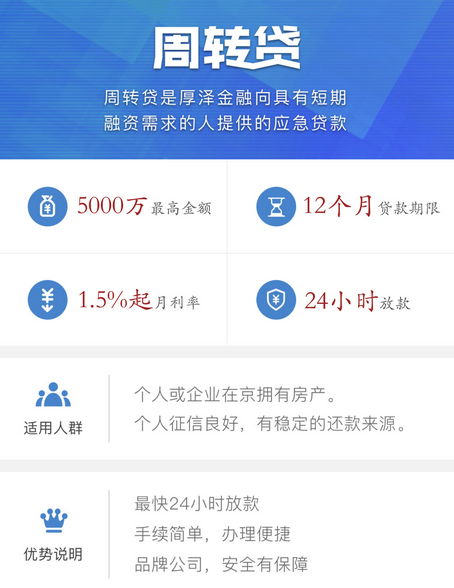 周转贷
周转贷是厚泽金融向具有短期
融资需求的人提供的应急贷款
5000万最高金额
12个月贷款期限
1.5%起月利率
24小时放款
适用人群
个人或企业在京拥有房产。
个人征信良好，有稳定的还款来源。
优势说明
最快24小时放款
手续简单，办理便捷
品牌公司，安全有保障